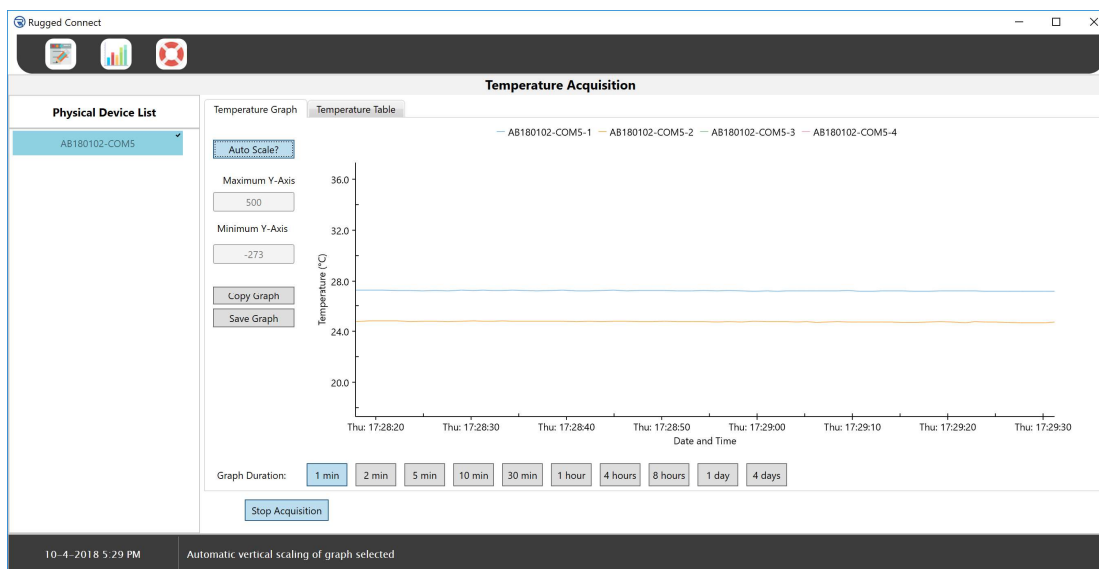 Rugged Connect
Temperature Acquisition
Physical Device List
AB180102-COM5
Temperature Graph Temperature Table
AB180102-COM5-1 AB180102-COM5-2 AB180102-COM5-3 AB180102-COM5-4
Auto Scale?
Maximum Y-Axis
500
Minimum Y-Axis
-273
Copy Graph
Save Graph
Temperature (°C)
36.0
32.0
28.0
24.0
20.0
Thu: 17:28:20 Thu: 17:28:30 Thu: 17:28:40 Thu: 17:28:50 Thu: 17:29:00 Thu: 17:29:10 Thu: 17:29:20 Thu: 17:29:30
Date and Time
Graph Duration: 1 min 2 min 5 min 10 min 30 min 1 hour 4 hours 8 hours 1 day 4 days
Stop Acquisition
10-4-2018 5:29 PM Automatic vertical scaling of graph selected